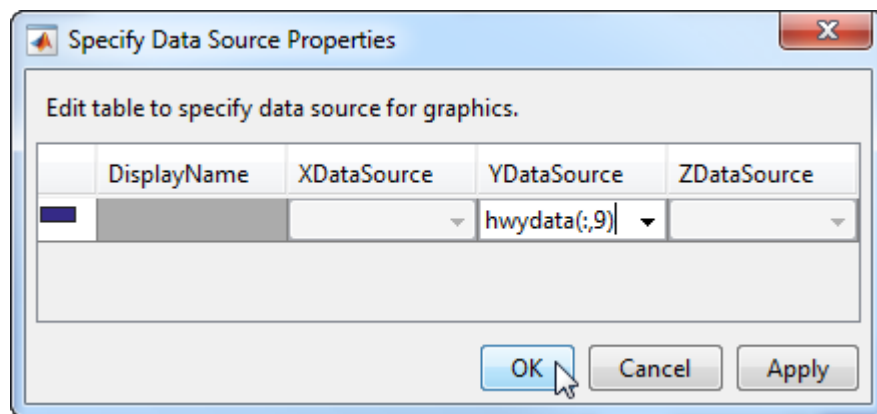 Specify Data Source Properties
Edit table to specify data source for graphics.
DisplayName XDataSource YDataSource ZDataSource
hwydata(:,9)
OK Cancel Apply